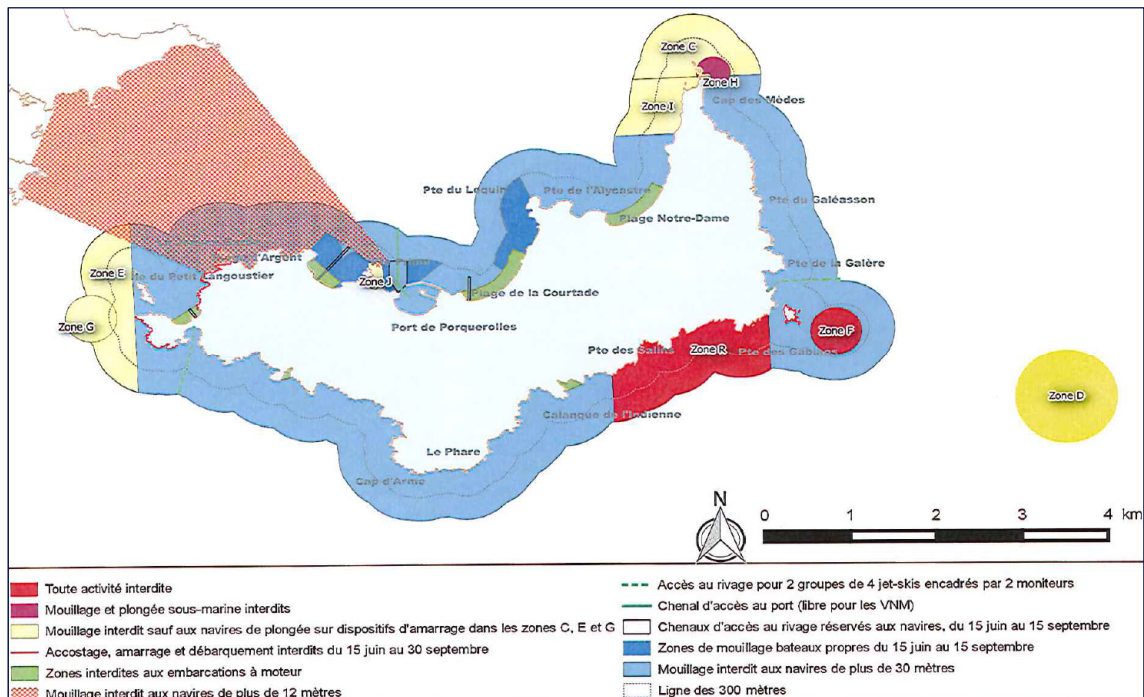 Zone C
Zone H
Zone I
Cap des Mèdes
Pte du Lequin
Pte de l'Alycastre
Plage Notre-Dame
Pte du Galéasson
Zone E
Ile du Petit Langoustier
Pte de la Galère
Zone J
Plage de la Courtade
Zone G
Port de Porquerolles
Pte des Salins
Zone R
Pte des Gabians
Zone F
Zone D
Calanque de l'Indienne
Le Phare
Cap d'Arme
N
0 1 2 3 4 km
Toute activité interdite
Mouillage et plongée sous-marine interdits
Mouillage interdit sauf aux navires de plongée sur dispositifs d'amarrage dans les zones C, E et G
Accostage, amarrage et débarquement interdits du 15 juin au 30 septembre
Zones interdites aux embarcations à moteur
Mouillage interdit aux navires de plus de 12 mètres
Accès au rivage pour 2 groupes de 4 jet-skis encadrés par 2 moniteurs
Chenal d'accès au port (libre pour les VNM)
Chenaux d'accès au rivage réservés aux navires, du 15 juin au 15 septembre
Zones de mouillage bateaux propres du 15 juin au 15 septembre
Mouillage interdit aux navires de plus de 30 mètres
Ligne des 300 mètres